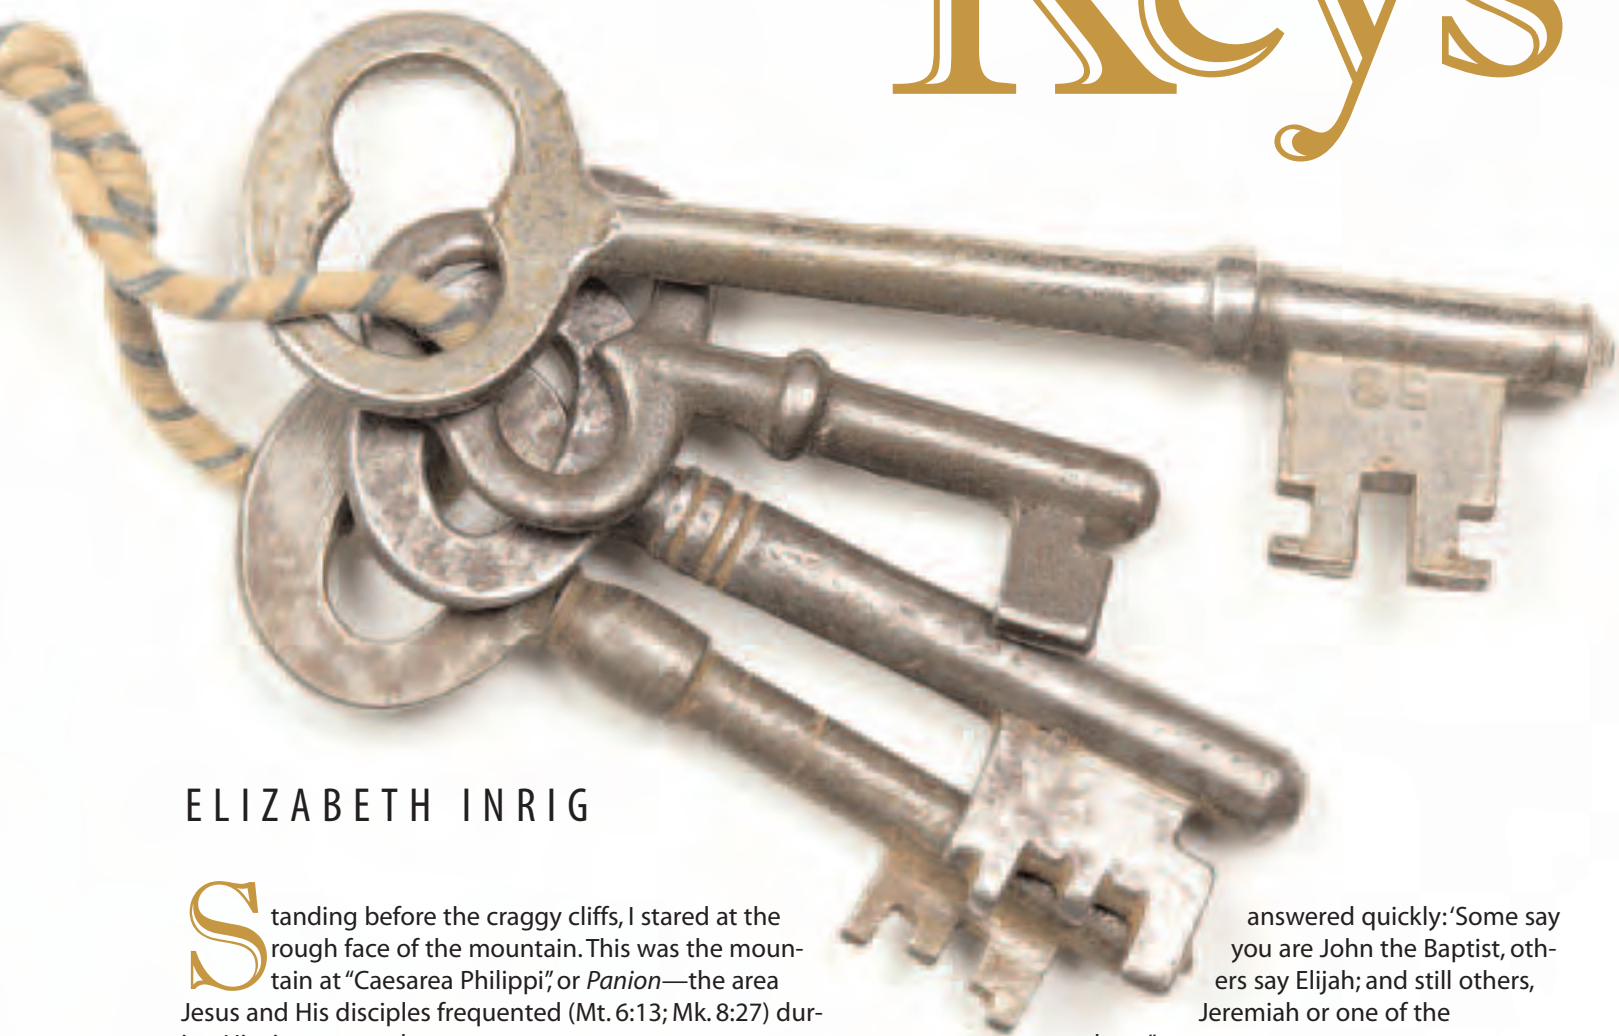 Keys
58
ELIZABETH INRIG
Standing before the craggy cliffs, I stared at the
rough face of the mountain. This was the moun-
tain at “Caesarea Philippi”, or Panion—the area
Jesus and His disciples frequented (Mt. 6:13; Mk. 8:27) dur-
answered quickly: ‘Some say
you are John the Baptist, oth-
ers say Elijah; and still others,
Jeremiah or one of the